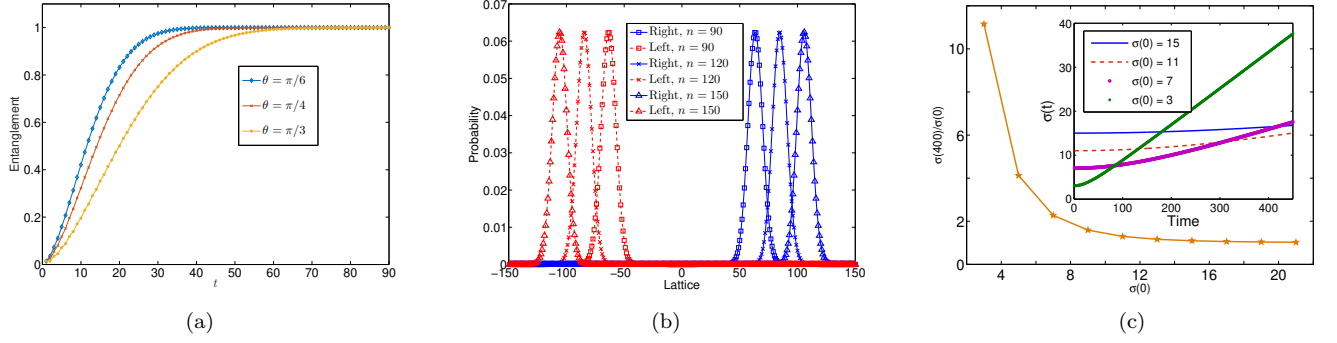 Entanglement
1
0.8
0.6
0.4
0.2
0
0 10 20 30 40 50 60 70 80 90
t
θ = π/6
θ = π/4
θ = π/3
(a)
Probability
0.07
0.06
0.05
0.04
0.03
0.02
0.01
0
−150 −100 −50 0 50 100 150
Lattice
Right, n = 90
Left, n = 90
Right, n = 120
Left, n = 120
Right, n = 150
Left, n = 150
(b)
σ(400)/σ(0)
10
8
6
4
2
0
4 8 12 16 20
σ(0)
σ(t)
40
30
20
10
0
0 100 200 300 400
Time
σ(0) = 15
σ(0) = 11
σ(0) = 7
σ(0) = 3
(c)